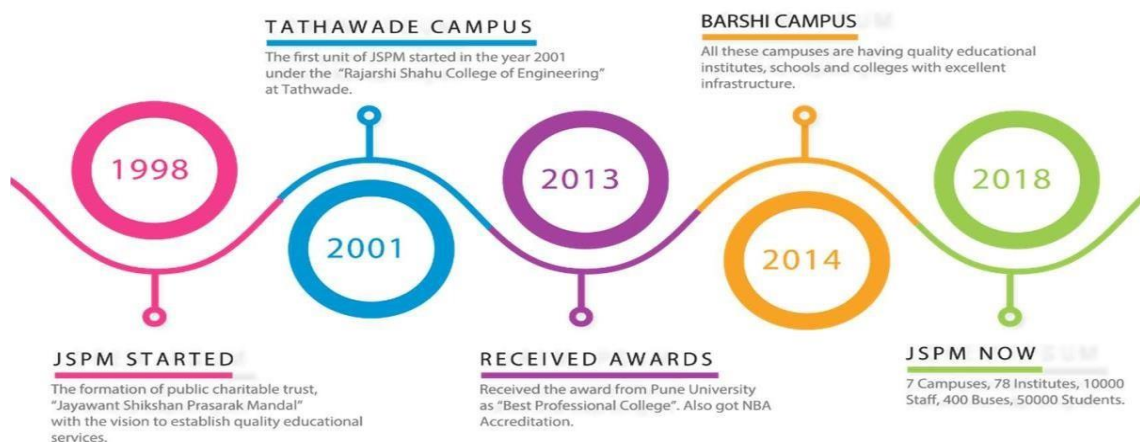 TATHAWADE CAMPUS
The first unit of JSPM started in the year 2001
under the "Rajarshi Shahu College of Engineering"
at Tathwade.
BARSHI CAMPUS
All these campuses are having quality educational
institutes, schools and colleges with excellent
infrastructure.
1998
2001
2013
2014
2018
JSPM STARTED
The formation of public charitable trust,
"Jayawant Shikshan Prasarak Mandal"
with the vision to establish quality educational
services.
RECEIVED AWARDS
Received the award from Pune University
as "Best Professional College". Also got NBA
Accreditation.
JSPM NOW
7 Campuses, 78 Institutes, 10000
Staff, 400 Buses, 50000 Students.